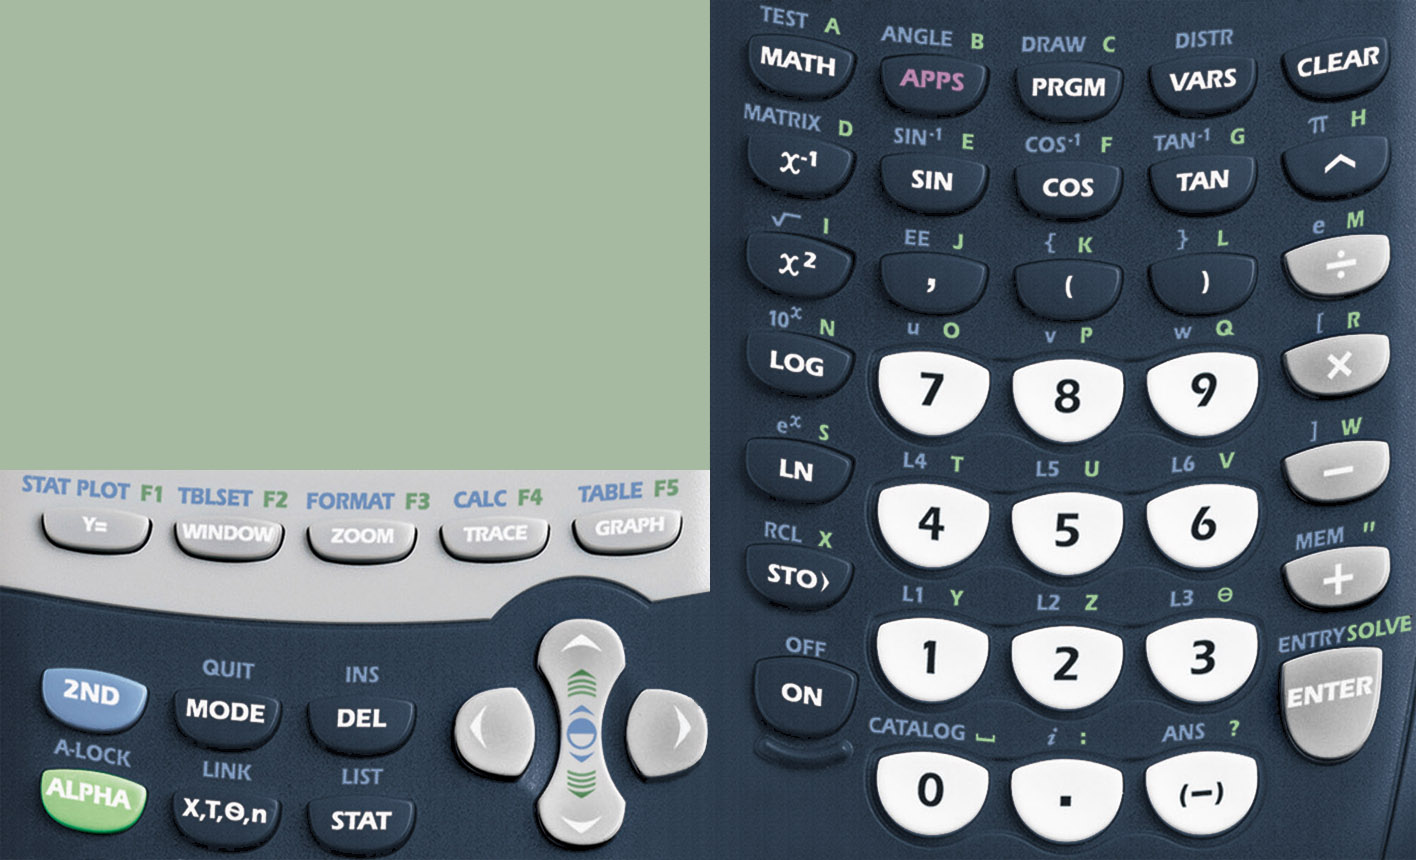 STAT PLOT F1 TBLSET F2 FORMAT F3 CALC F4 TABLE F5
Y= WINDOW ZOOM TRACE GRAPH
QUIT INS
2ND MODE DEL
A-LOCK LINK LIST
ALPHA X,T,Θ,n STAT
TEST A ANGLE B DRAW C DISTR
MATH APPS PRGM VARS CLEAR
MATRIX D SIN-1 E COS-1 F TAN-1 G π H
x-1 SIN COS TAN ^
√ I EE J { K } L e M
x2 , ( ) ÷
10x N u O v P w Q [ R
LOG 7 8 9 ×
ex S L4 T L5 U L6 V ] W
LN 4 5 6 −
RCL X L1 Y L2 Z L3 Θ MEM "
STO› 1 2 3 +
OFF ENTRY SOLVE
ON ENTER
CATALOG ⎵ i : ANS ?
0 . (−)